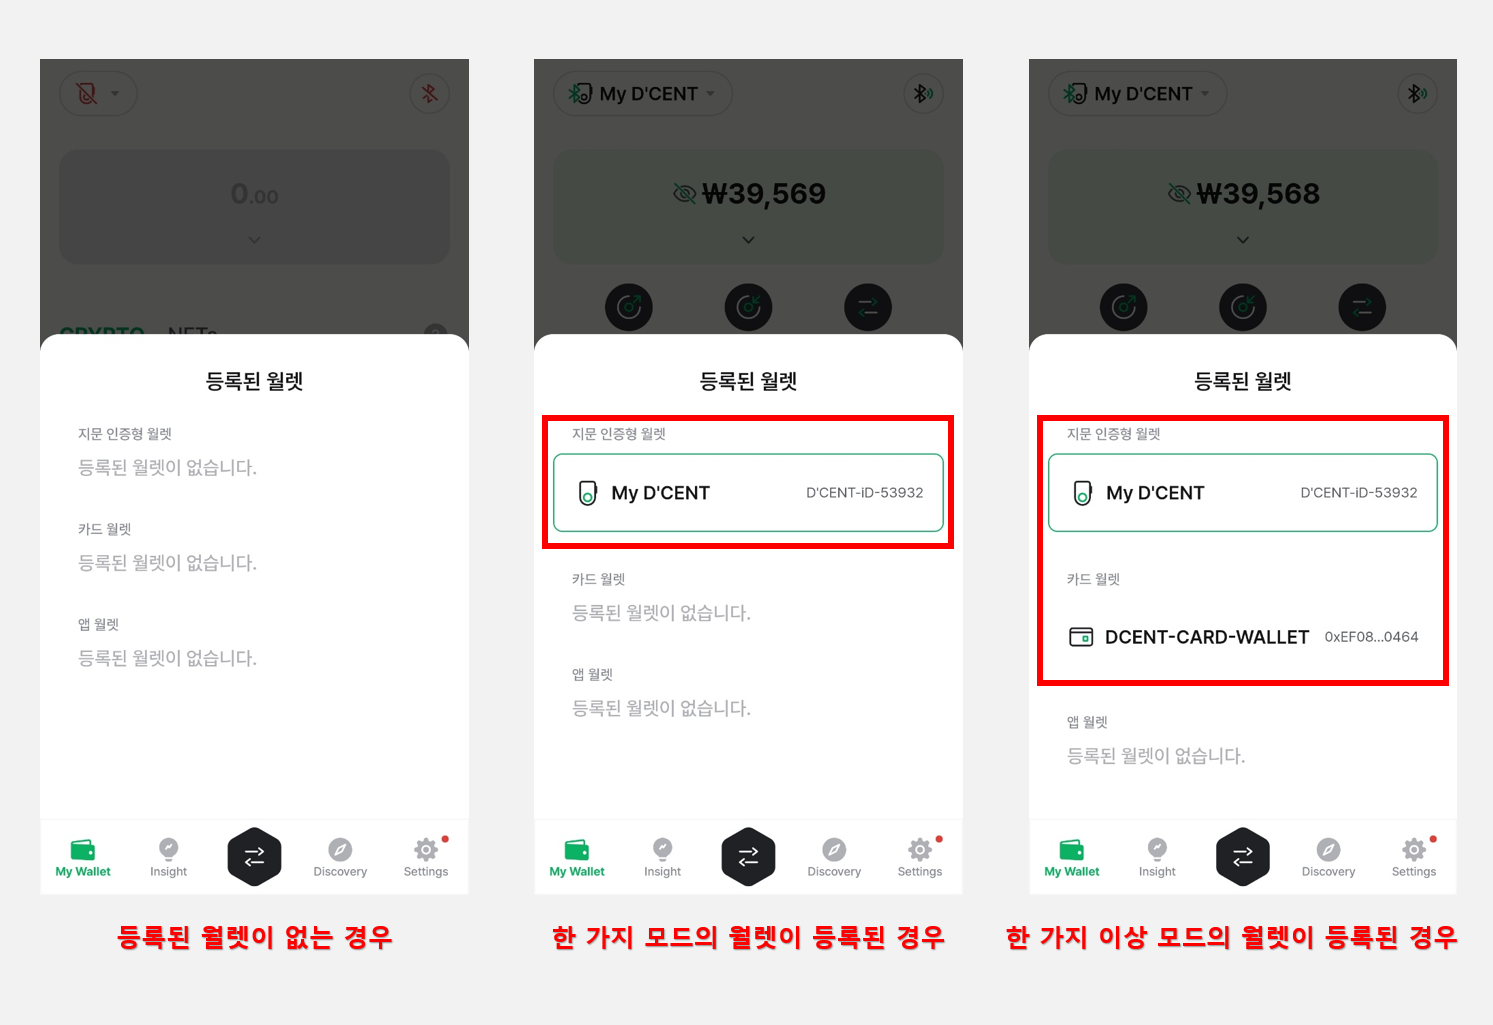 0.00
CRYPTO NFTs
등록된 월렛
지문 인증형 월렛
등록된 월렛이 없습니다.
카드 월렛
등록된 월렛이 없습니다.
앱 월렛
등록된 월렛이 없습니다.
My Wallet
Insight
Discovery
Settings
등록된 월렛이 없는 경우
My D'CENT
₩39,569
등록된 월렛
지문 인증형 월렛
My D'CENT D'CENT-iD-53932
카드 월렛
등록된 월렛이 없습니다.
앱 월렛
등록된 월렛이 없습니다.
My Wallet
Insight
Discovery
Settings
한 가지 모드의 월렛이 등록된 경우
My D'CENT
₩39,568
등록된 월렛
지문 인증형 월렛
My D'CENT D'CENT-iD-53932
카드 월렛
DCENT-CARD-WALLET 0xEF08...0464
앱 월렛
등록된 월렛이 없습니다.
My Wallet
Insight
Discovery
Settings
한 가지 이상 모드의 월렛이 등록된 경우